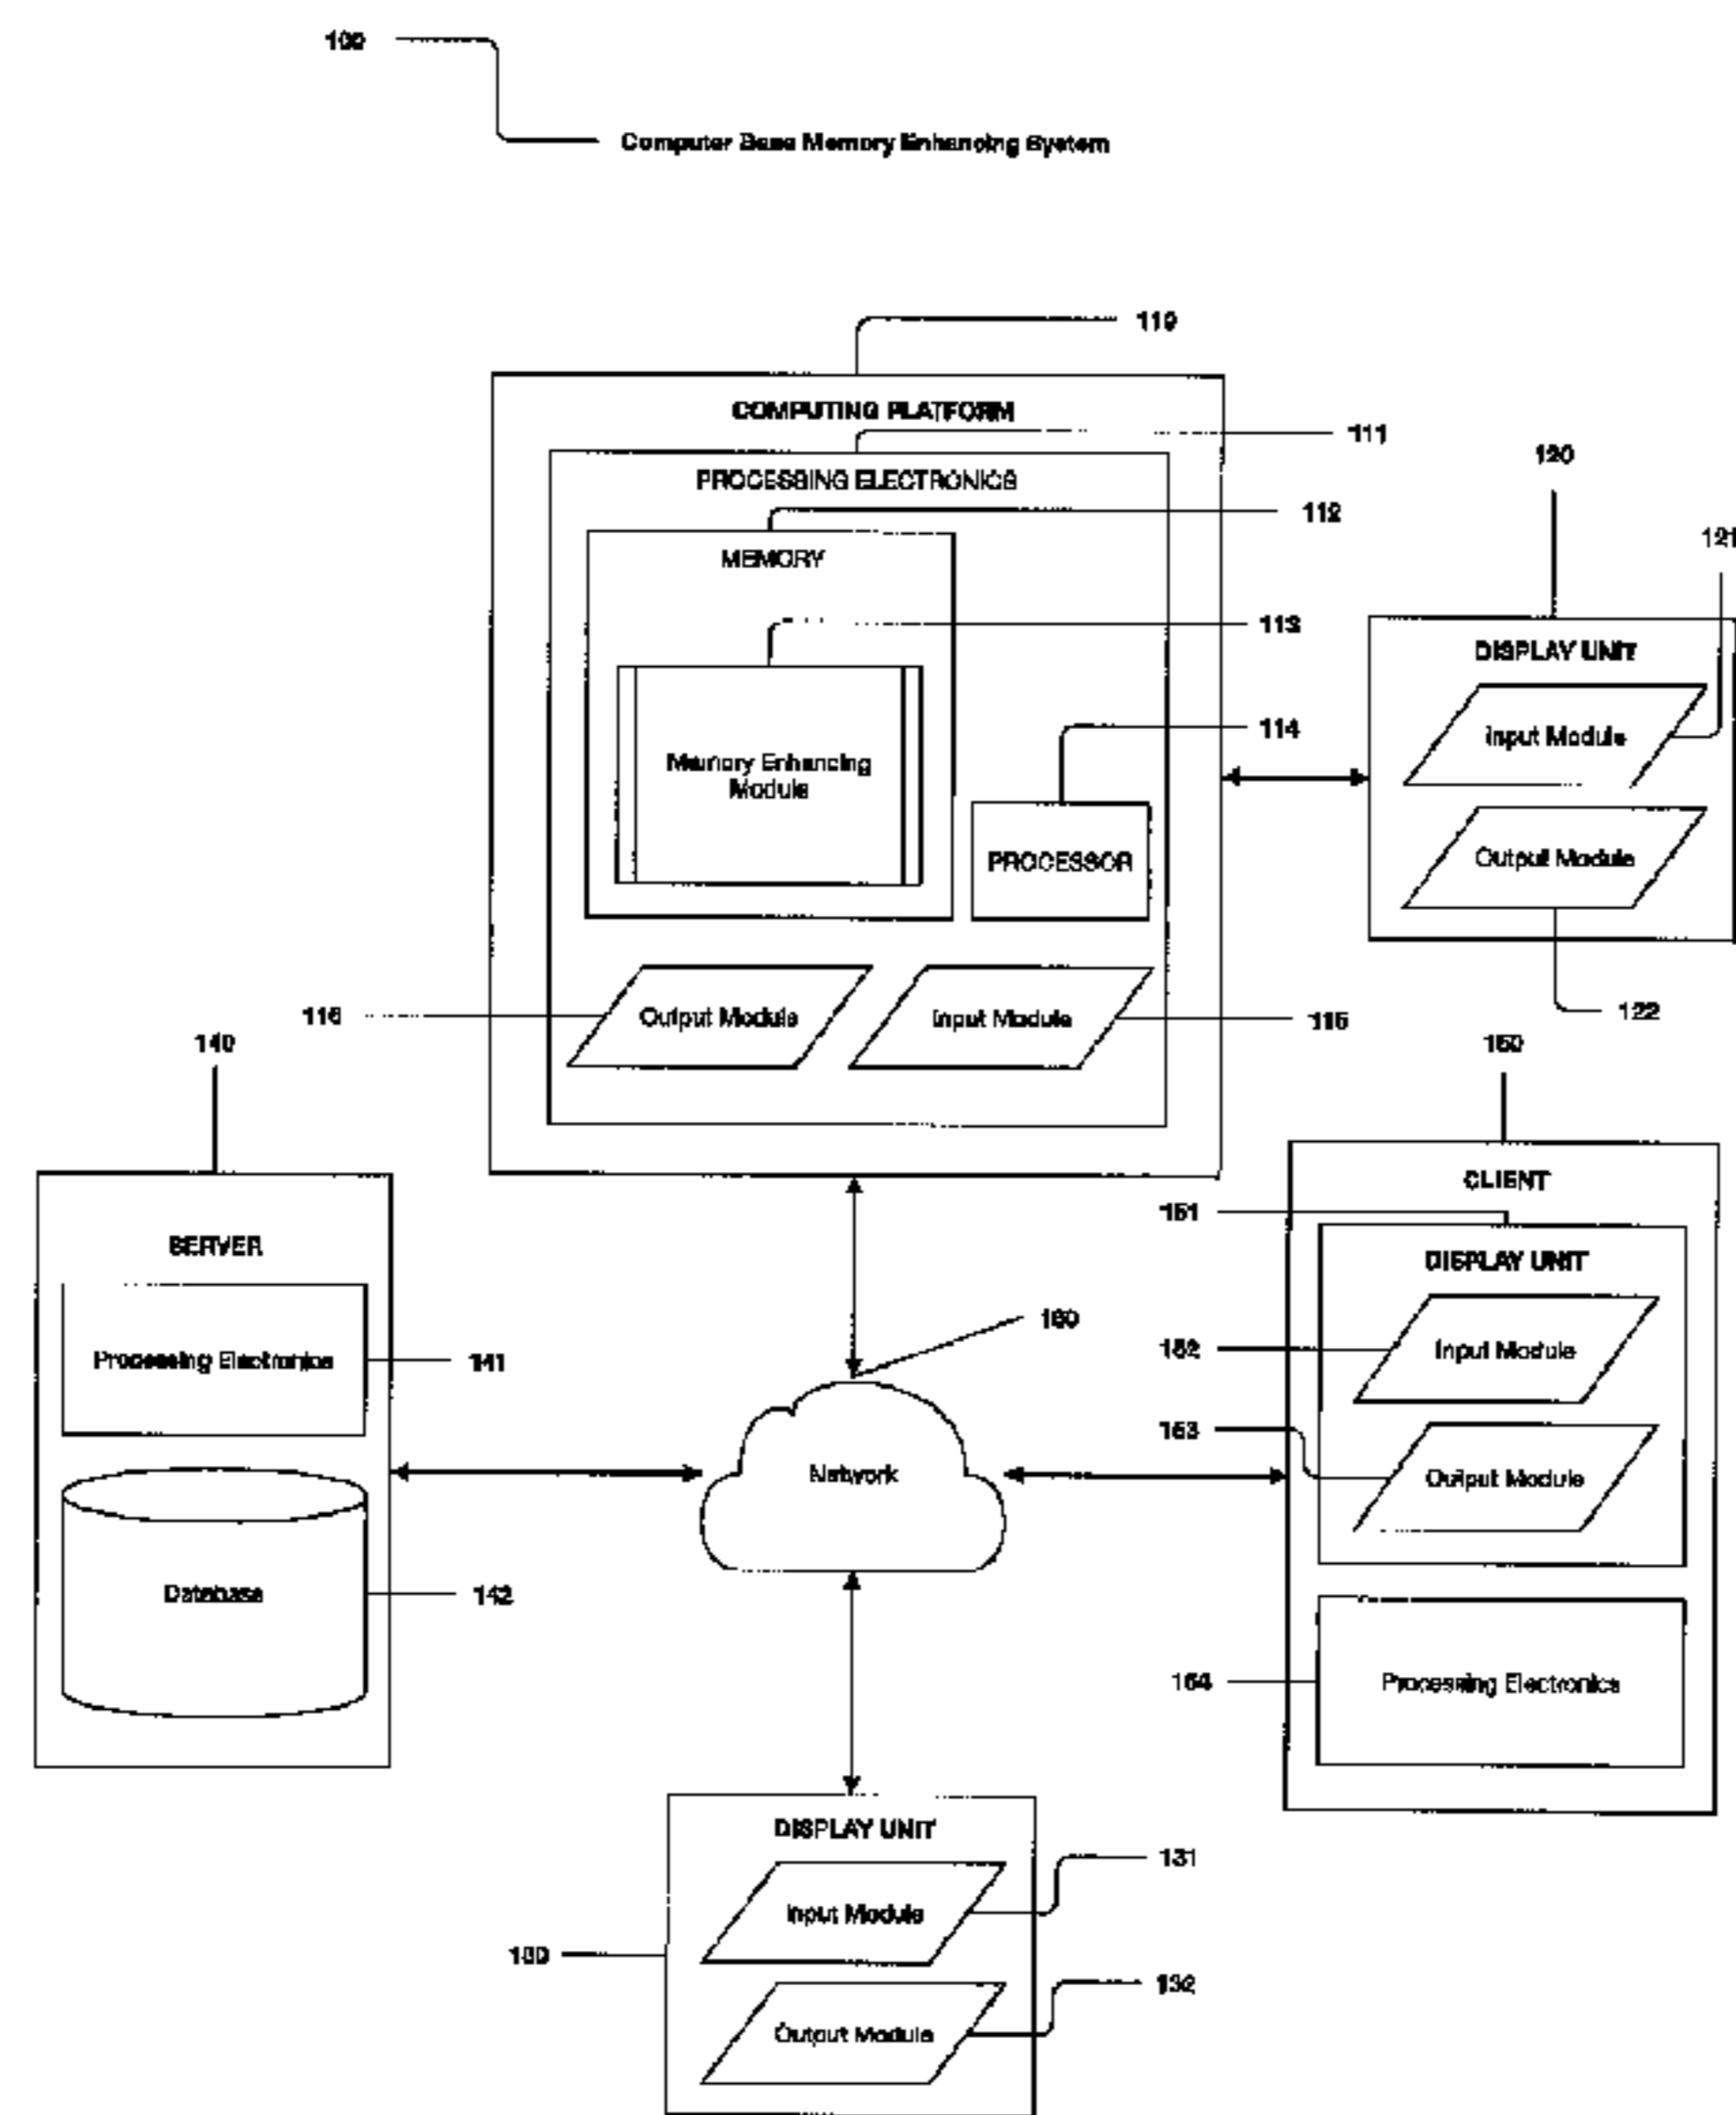 100
Computer Base Memory Enhancing System
110
COMPUTING PLATFORM
111
PROCESSING ELECTRONICS
112
MEMORY
113
Memory Enhancing
Module
114
PROCESSOR
Output Module
116
Input Module
115
120
121
DISPLAY UNIT
Input Module
Output Module
122
140
SERVER
Processing Electronics
141
Database
142
150
CLIENT
151
DISPLAY UNIT
152
Input Module
153
Output Module
154
Processing Electronics
160
Network
DISPLAY UNIT
131
Input Module
130
132
Output Module